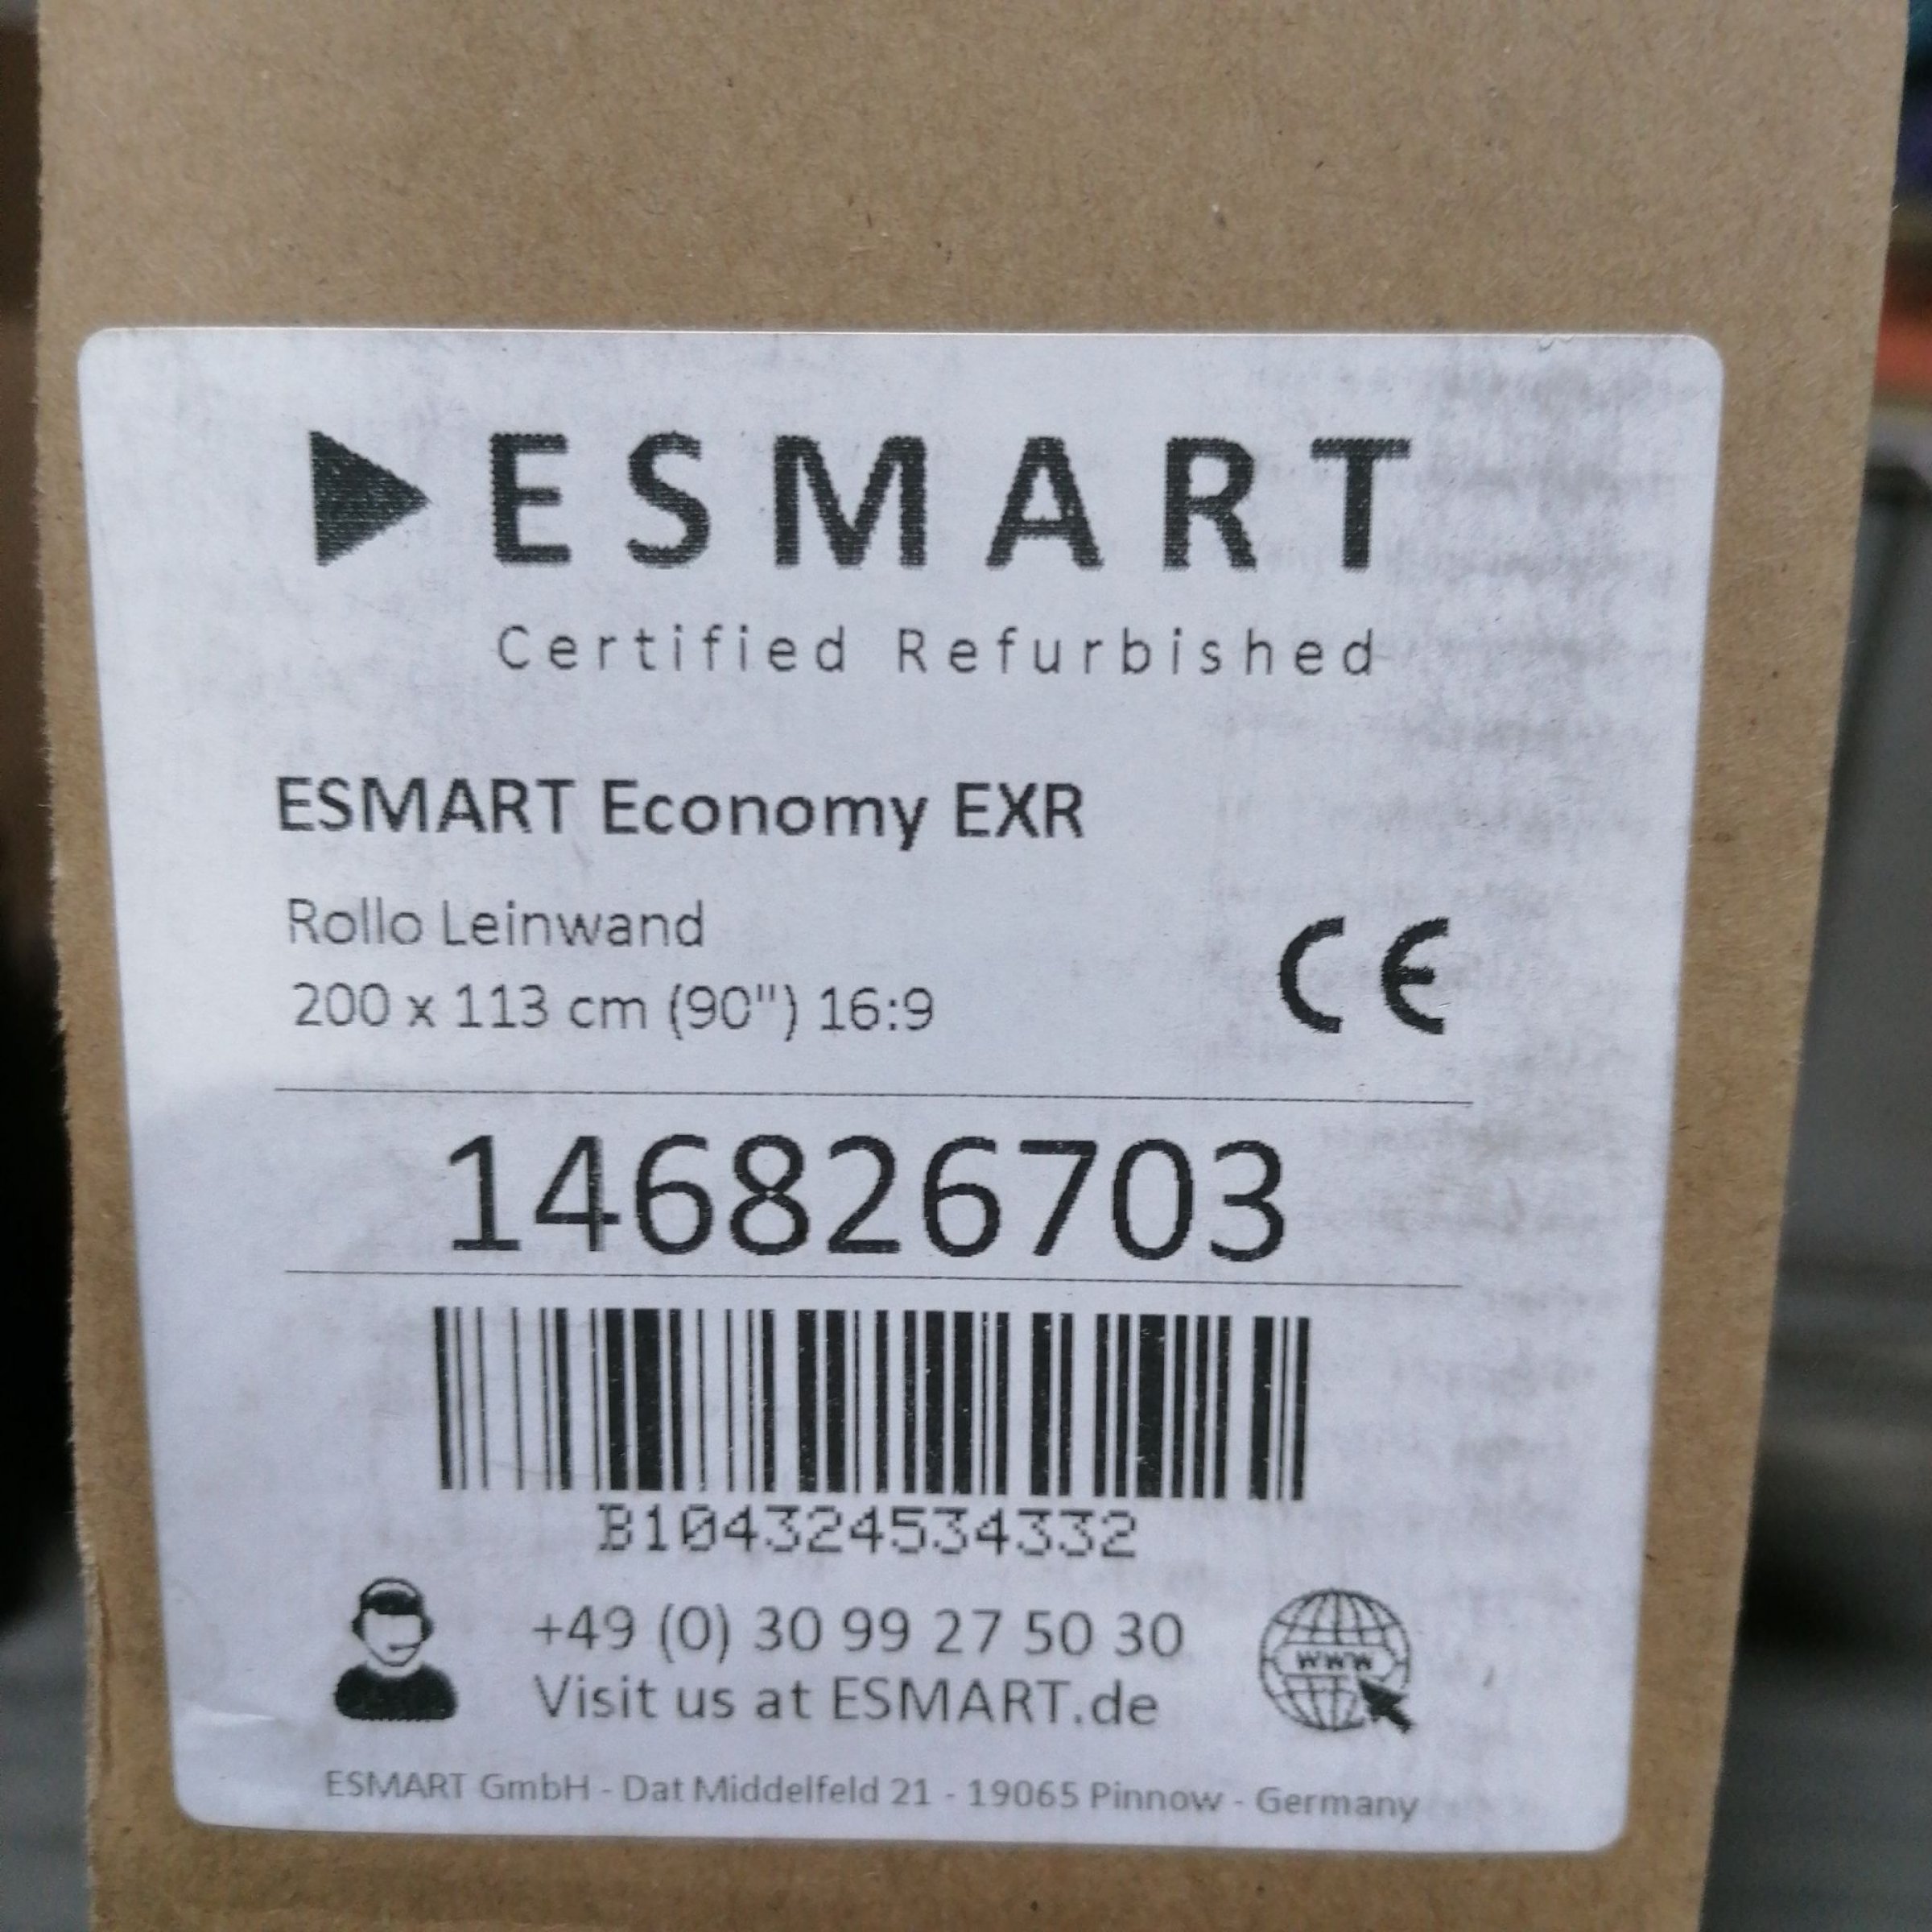 ESMART
Certified Refurbished
ESMART Economy EXR
Rollo Leinwand
200 x 113 cm (90") 16:9
CE
146826703
B104324534332
+49 (0) 30 99 27 50 30
www
Visit us at ESMART.de
ESMART GmbH - Dat Middelfeld 21 - 19065 Pinnow - Germany